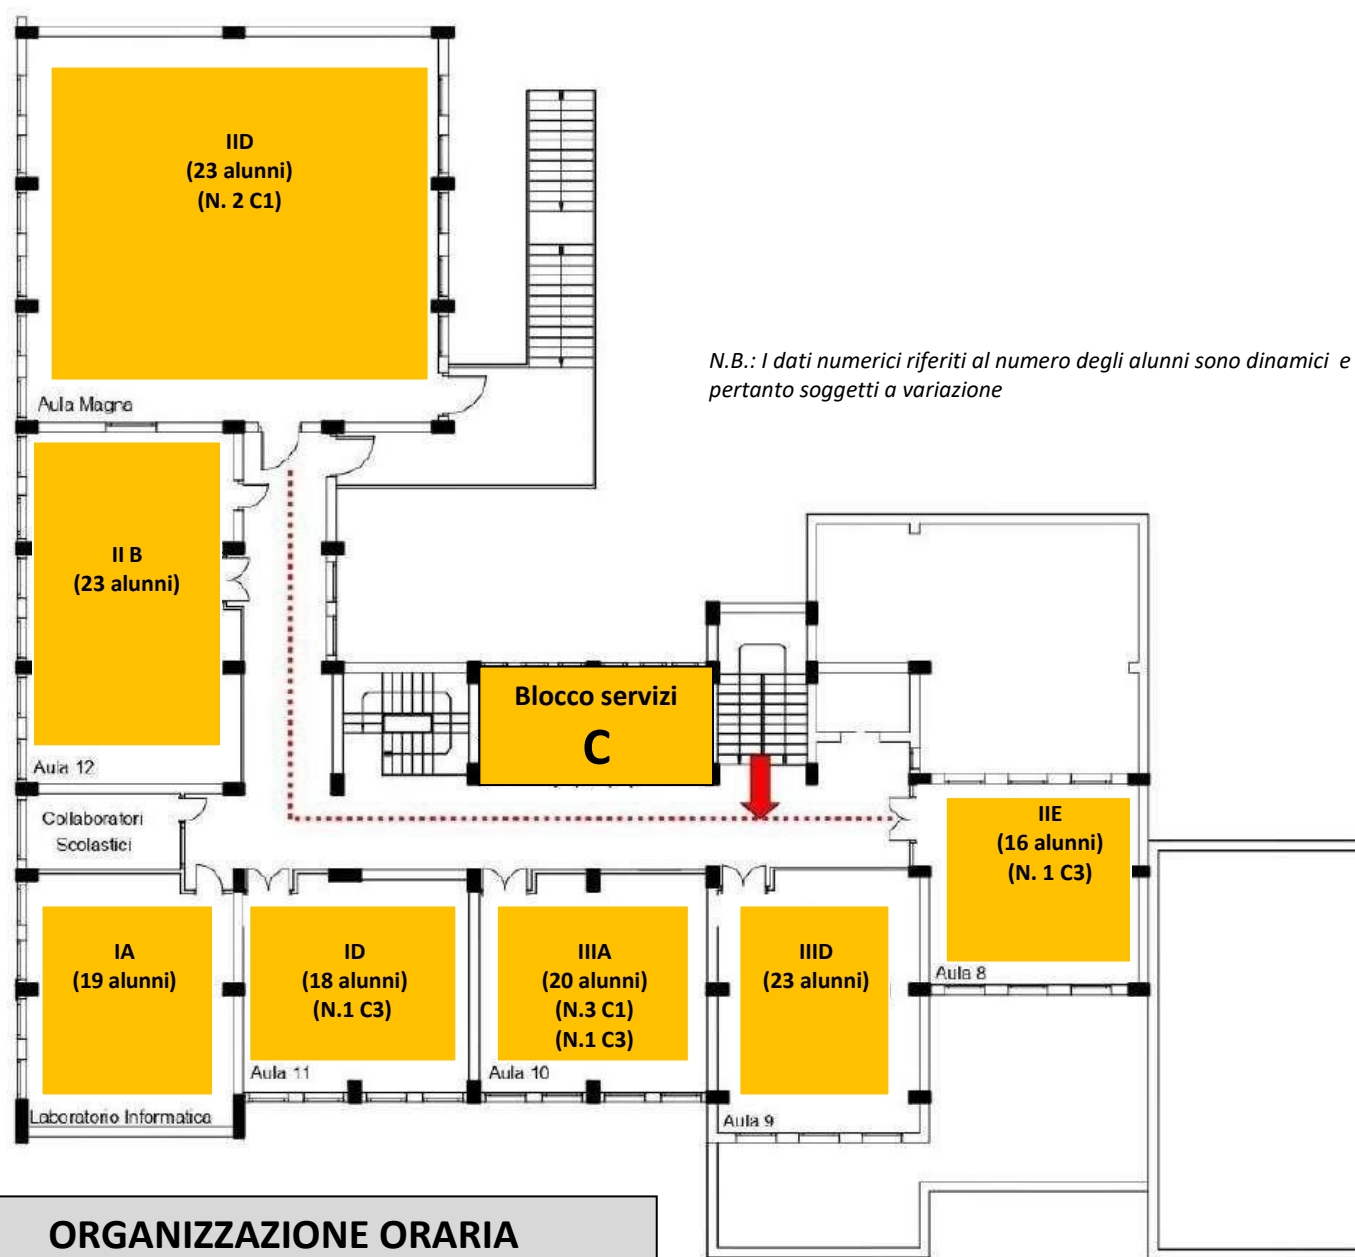 IID
(23 alunni)
(N. 2 C1)
N.B.: I dati numerici riferiti al numero degli alunni sono dinamici e
pertanto soggetti a variazione
Aula Magna
II B
(23 alunni)
Aula 12
Blocco servizi
C
Collaboratori
Scolastici
IIE
(16 alunni)
(N. 1 C3)
Aula 8
IA
(19 alunni)
Laboratorio Informatica
ID
(18 alunni)
(N.1 C3)
Aula 11
IIIA
(20 alunni)
(N.3 C1)
(N.1 C3)
Aula 10
IIID
(23 alunni)
Aula 9
ORGANIZZAZIONE ORARIA